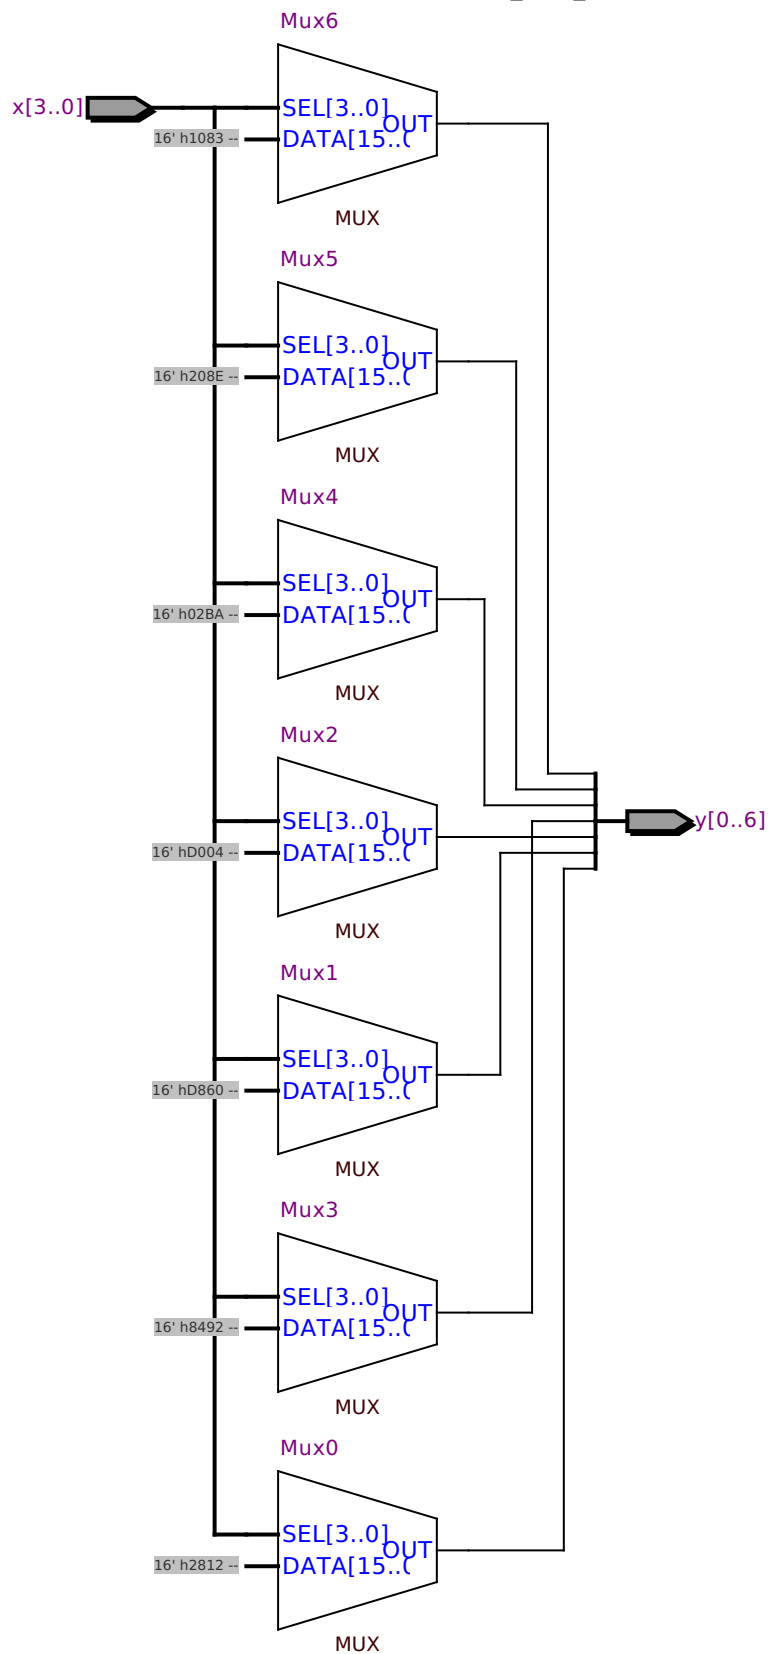 Mux6
x[3..0]
SEL[3..0]
OUT
16' h1083 --
DATA[15..
MUX
Mux5
SEL[3..0]
OUT
16' h208E --
DATA[15..
MUX
Mux4
SEL[3..0]
OUT
16' h02BA --
DATA[15..
MUX
Mux2
SEL[3..0]
OUT
16' hD004 --
DATA[15..
MUX
y[0..6]
Mux1
SEL[3..0]
OUT
16' hD860 --
DATA[15..
MUX
Mux3
SEL[3..0]
OUT
16' h8492 --
DATA[15..
MUX
Mux0
SEL[3..0]
OUT
16' h2812 --
DATA[15..
MUX